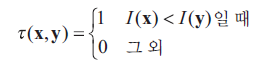 τ(x, y) = { 1 I(x) < I(y)일 때
0 그 외